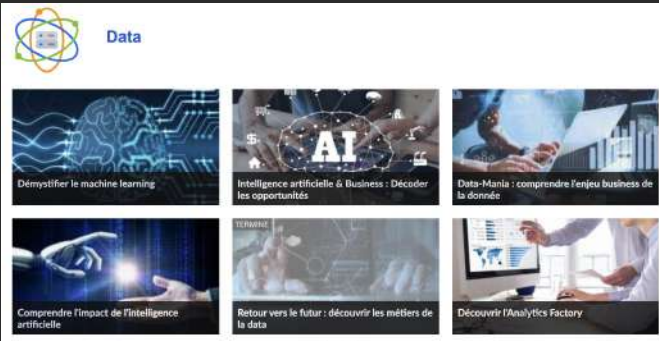 Data
Démystifier le machine learning
AI
$
Intelligence artificielle & Business : Décoder
les opportunités
Data-Mania : comprendre l'enjeu business de
la donnée
Comprendre l'impact de l'intelligence
artificielle
TERMINÉ
Retour vers le futur : découvrir les métiers de
la data
Découvrir l'Analytics Factory